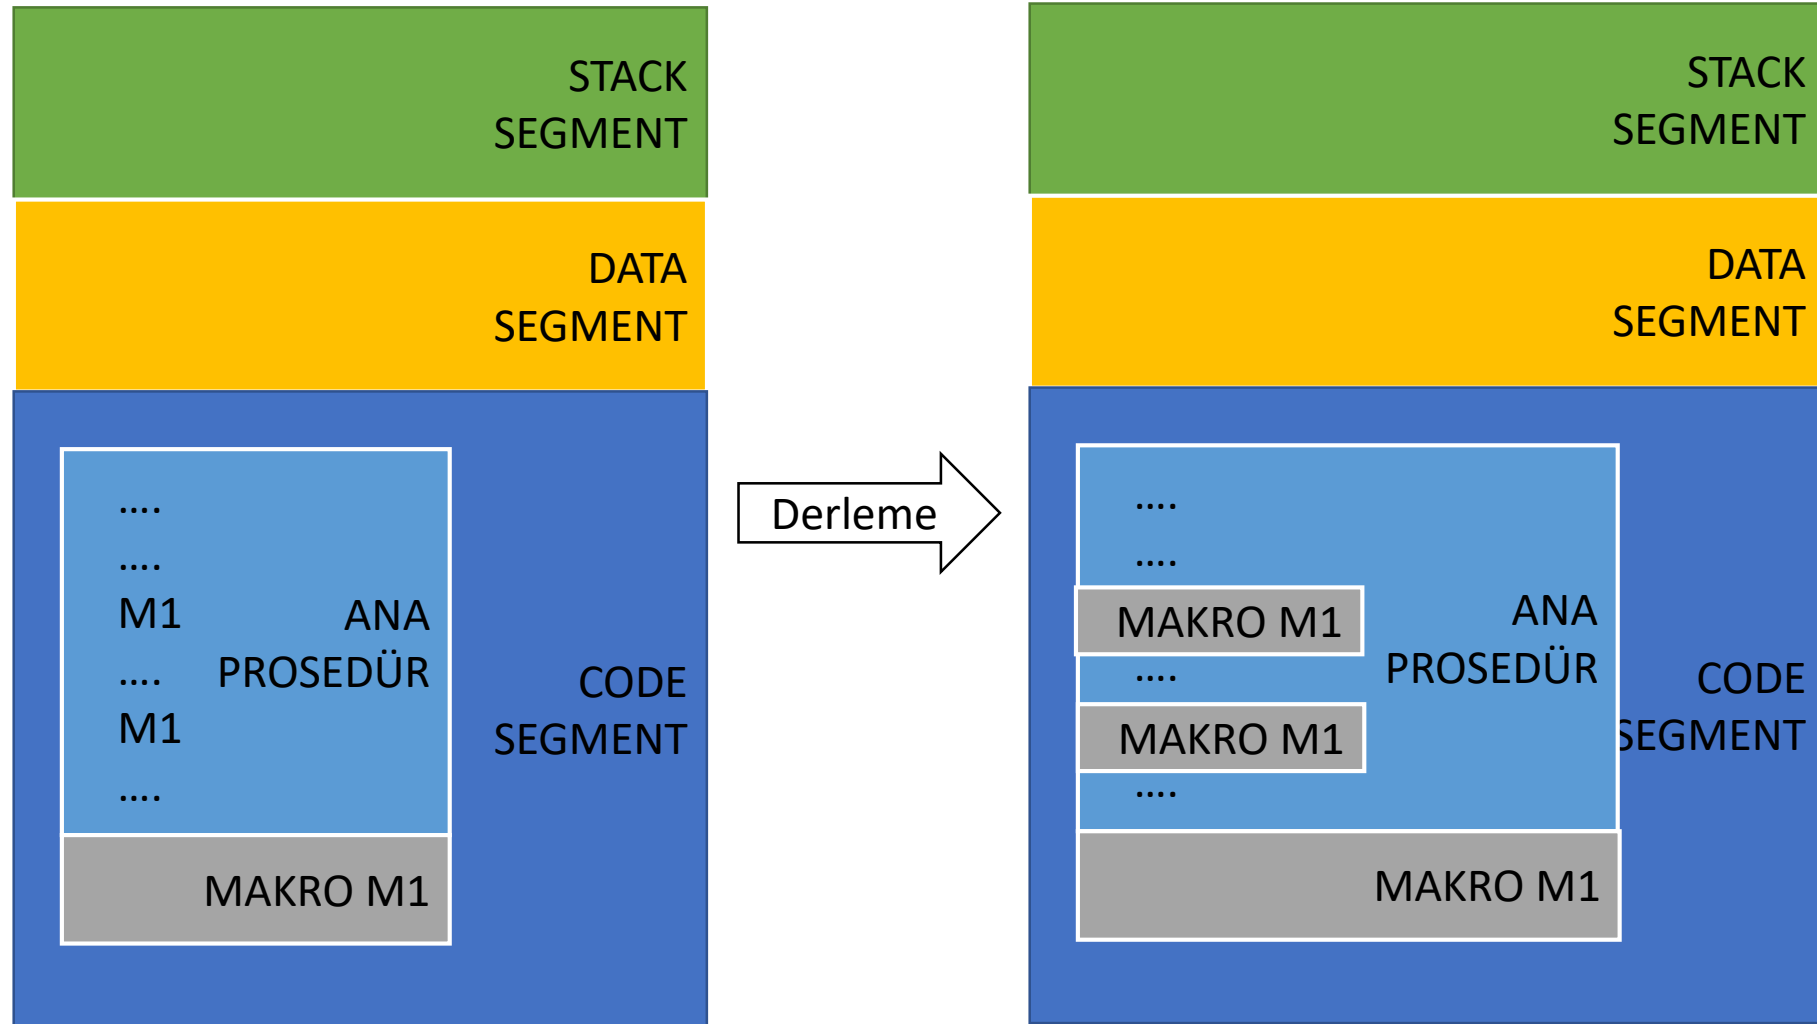 STACK
SEGMENT
DATA
SEGMENT
....
....
M1
....
M1
....
ANA
PROSEDÜR
CODE
SEGMENT
MAKRO M1
Derleme
STACK
SEGMENT
DATA
SEGMENT
....
....
MAKRO M1
....
MAKRO M1
....
ANA
PROSEDÜR
CODE
SEGMENT
MAKRO M1